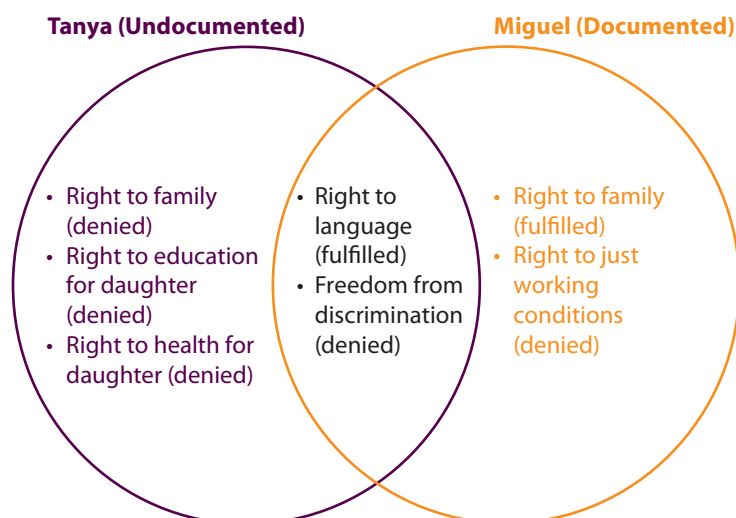 Tanya (Undocumented)
Miguel (Documented)
• Right to family
(denied)
• Right to education
for daughter
(denied)
• Right to health for
daughter (denied)
• Right to
language
(fulfilled)
• Freedom from
discrimination
(denied)
• Right to family
(fulfilled)
• Right to just
working
conditions
(denied)